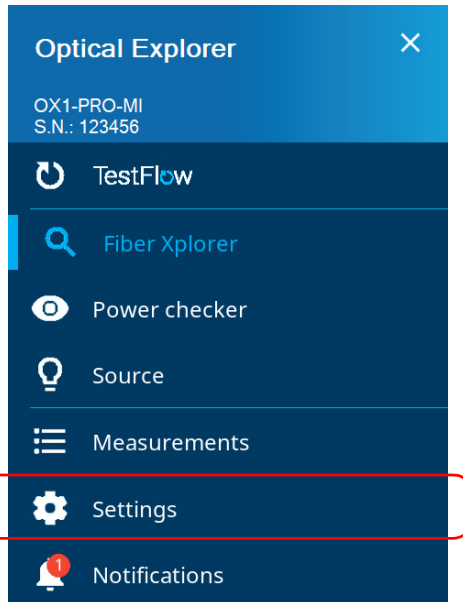 Optical Explorer
OX1-PRO-MI
S.N.: 123456
TestFlow
Fiber Xplorer
Power checker
Source
Measurements
Settings
1
Notifications